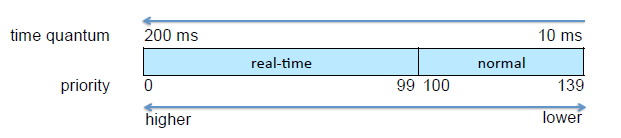 time quantum 200 ms 10 ms
real-time normal
priority 0 99 100 139
higher lower